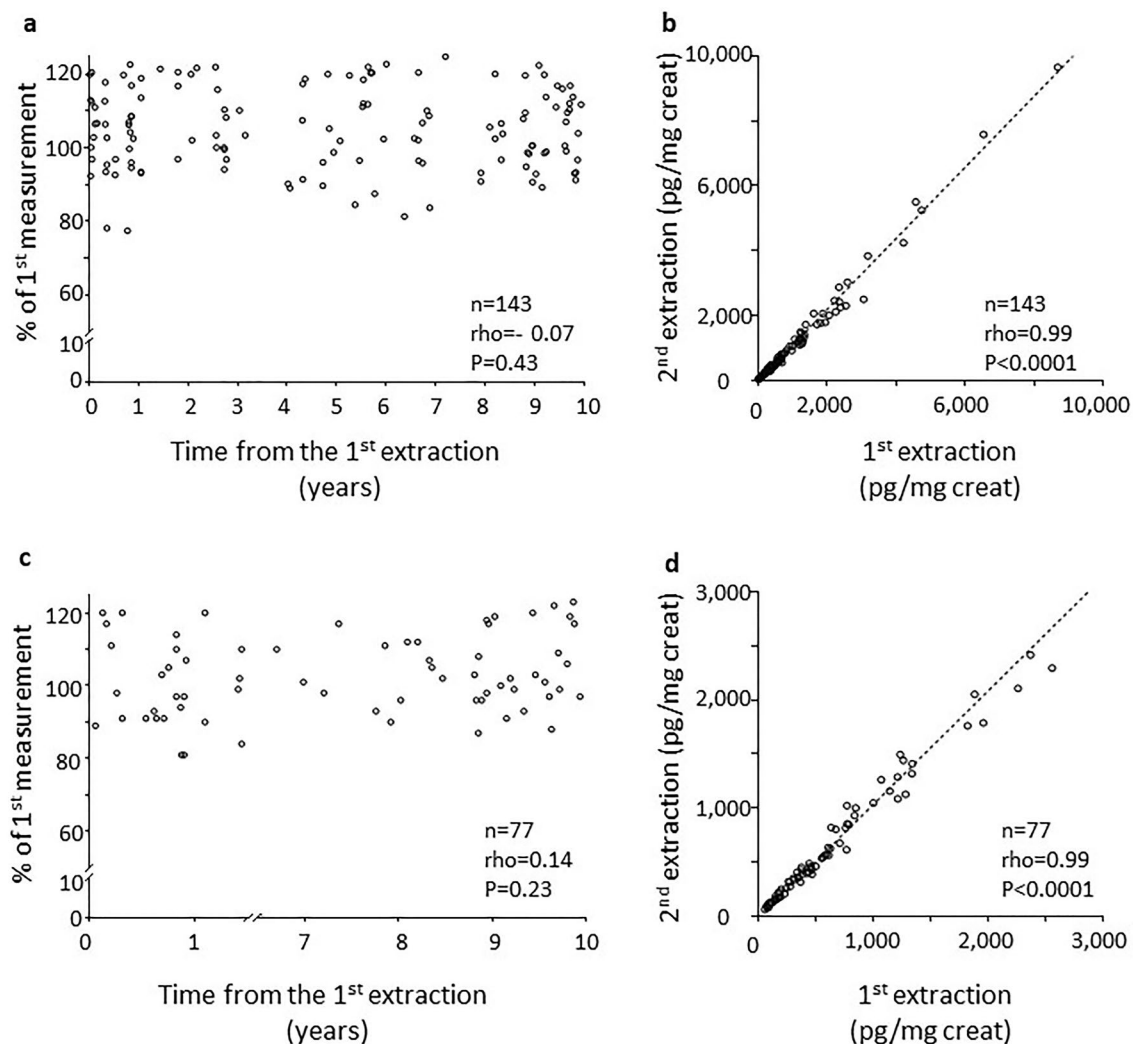 a
% of 1st measurement
120
100
80
60
10
0
n=143
rho=- 0.07
P=0.43
0 1 2 3 4 5 6 7 8 9 10
Time from the 1st extraction
(years)
b
2nd extraction (pg/mg creat)
10,000
6,000
2,000
0
n=143
rho=0.99
P<0.0001
0 2,000 6,000 10,000
1st extraction
(pg/mg creat)
c
% of 1st measurement
120
100
80
60
10
0
n=77
rho=0.14
P=0.23
0 1 7 8 9 10
Time from the 1st extraction
(years)
d
2nd extraction (pg/mg creat)
3,000
2,000
1,000
0
n=77
rho=0.99
P<0.0001
0 1,000 2,000 3,000
1st extraction
(pg/mg creat)